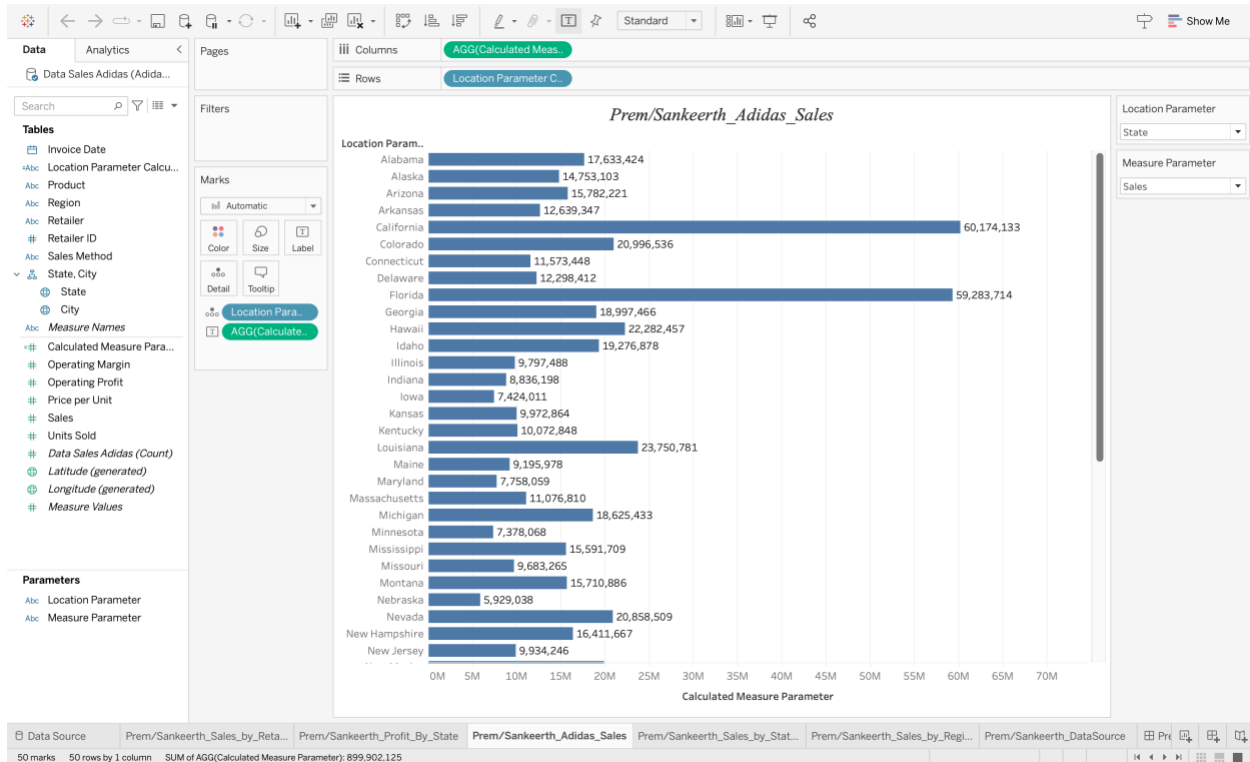 Standard
Show Me
Data
Analytics
Data Sales Adidas (Adida...
Search
Tables
Invoice Date
=Abc Location Parameter Calcu...
Abc Product
Abc Region
Abc Retailer
# Retailer ID
Abc Sales Method
State, City
State
City
Abc Measure Names
=# Calculated Measure Para...
# Operating Margin
# Operating Profit
# Price per Unit
# Sales
# Units Sold
# Data Sales Adidas (Count)
Latitude (generated)
Longitude (generated)
# Measure Values
Parameters
Abc Location Parameter
Abc Measure Parameter
Pages
Filters
Marks
Automatic
Color Size Label
Detail Tooltip
Location Para..
AGG(Calculate..
Columns
AGG(Calculated Meas..
Rows
Location Parameter C..
Prem/Sankeerth_Adidas_Sales
Location Param..
Alabama 17,633,424
Alaska 14,753,103
Arizona 15,782,221
Arkansas 12,639,347
California 60,174,133
Colorado 20,996,536
Connecticut 11,573,448
Delaware 12,298,412
Florida 59,283,714
Georgia 18,997,466
Hawaii 22,282,457
Idaho 19,276,878
Illinois 9,797,488
Indiana 8,836,198
Iowa 7,424,011
Kansas 9,972,864
Kentucky 10,072,848
Louisiana 23,750,781
Maine 9,195,978
Maryland 7,758,059
Massachusetts 11,076,810
Michigan 18,625,433
Minnesota 7,378,068
Mississippi 15,591,709
Missouri 9,683,265
Montana 15,710,886
Nebraska 5,929,038
Nevada 20,858,509
New Hampshire 16,411,667
New Jersey 9,934,246
0M 5M 10M 15M 20M 25M 30M 35M 40M 45M 50M 55M 60M 65M 70M
Calculated Measure Parameter
Location Parameter
State
Measure Parameter
Sales
Data Source Prem/Sankeerth_Sales_by_Reta... Prem/Sankeerth_Profit_By_State Prem/Sankeerth_Adidas_Sales Prem/Sankeerth_Sales_by_Stat... Prem/Sankeerth_Sales_by_Regi... Prem/Sankeerth_DataSource Pre
50 marks 50 rows by 1 column SUM of AGG(Calculated Measure Parameter): 899,902,125